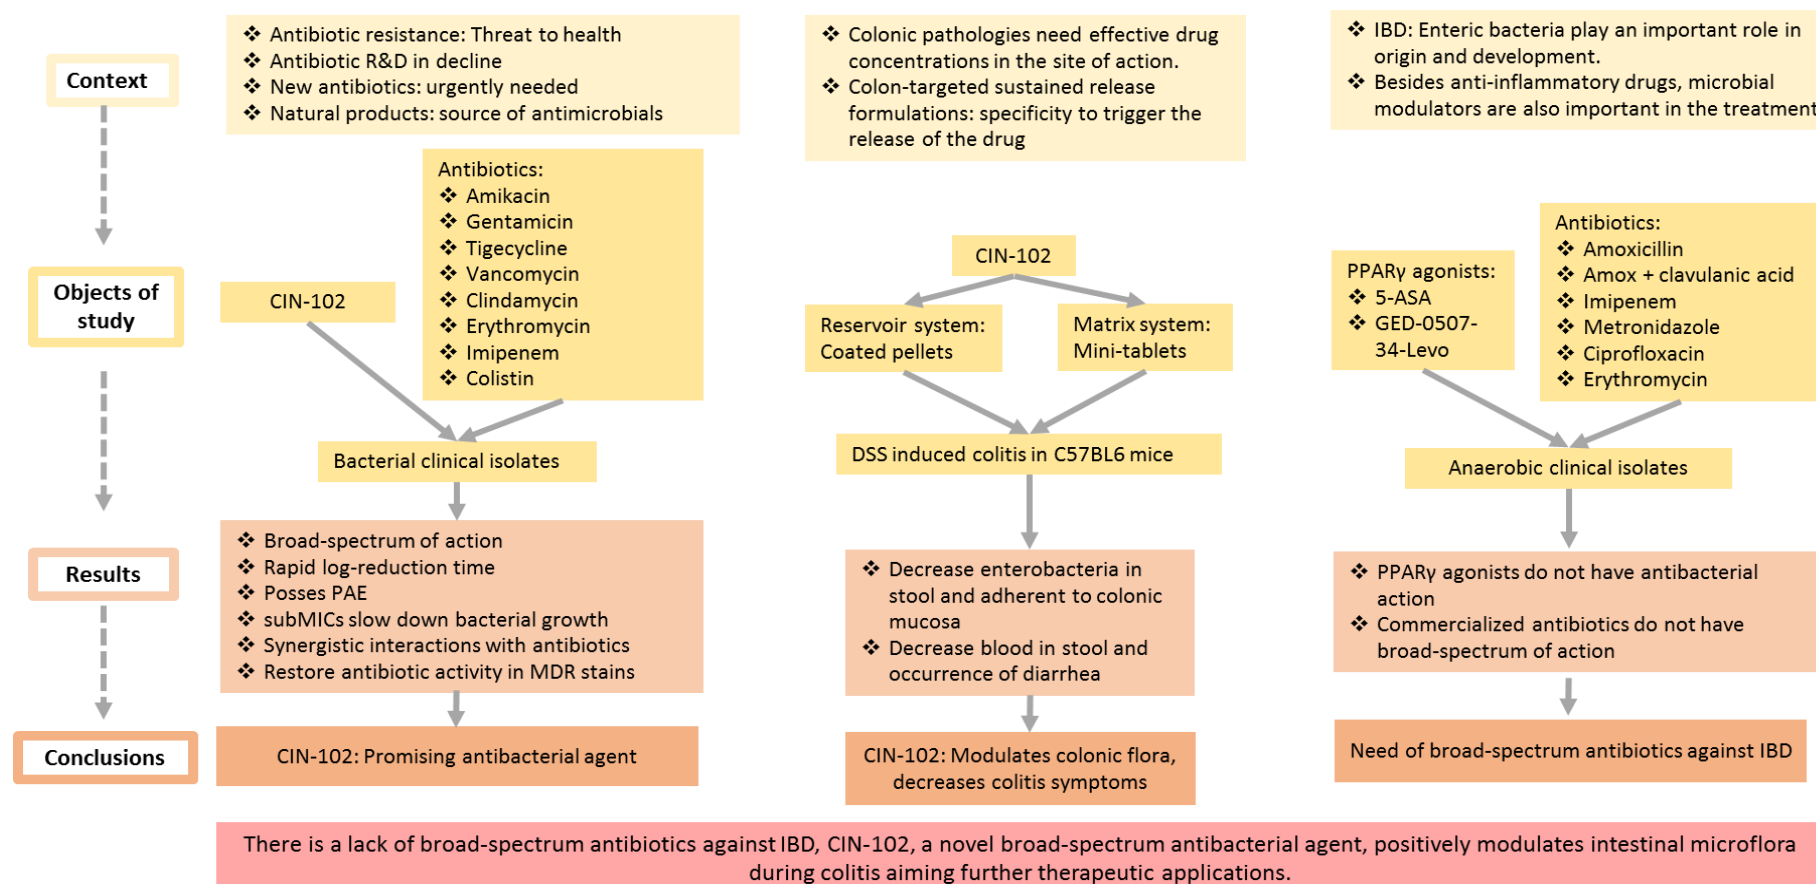 Context
❖ Antibiotic resistance: Threat to health
❖ Antibiotic R&D in decline
❖ New antibiotics: urgently needed
❖ Natural products: source of antimicrobials
❖ Colonic pathologies need effective drug
concentrations in the site of action.
❖ Colon-targeted sustained release
formulations: specificity to trigger the
release of the drug
❖ IBD: Enteric bacteria play an important role in
origin and development.
❖ Besides anti-inflammatory drugs, microbial
modulators are also important in the treatment
Objects of
study
CIN-102
Antibiotics:
❖ Amikacin
❖ Gentamicin
❖ Tigecycline
❖ Vancomycin
❖ Clindamycin
❖ Erythromycin
❖ Imipenem
❖ Colistin
Bacterial clinical isolates
CIN-102
Reservoir system:
Coated pellets
Matrix system:
Mini-tablets
DSS induced colitis in C57BL6 mice
PPARγ agonists:
❖ 5-ASA
❖ GED-0507-
34-Levo
Antibiotics:
❖ Amoxicillin
❖ Amox + clavulanic acid
❖ Imipenem
❖ Metronidazole
❖ Ciprofloxacin
❖ Erythromycin
Anaerobic clinical isolates
Results
❖ Broad-spectrum of action
❖ Rapid log-reduction time
❖ Posses PAE
❖ subMICs slow down bacterial growth
❖ Synergistic interactions with antibiotics
❖ Restore antibiotic activity in MDR stains
❖ Decrease enterobacteria in
stool and adherent to colonic
mucosa
❖ Decrease blood in stool and
occurrence of diarrhea
❖ PPARγ agonists do not have antibacterial
action
❖ Commercialized antibiotics do not have
broad-spectrum of action
Conclusions
CIN-102: Promising antibacterial agent
CIN-102: Modulates colonic flora,
decreases colitis symptoms
Need of broad-spectrum antibiotics against IBD
There is a lack of broad-spectrum antibiotics against IBD, CIN-102, a novel broad-spectrum antibacterial agent, positively modulates intestinal microflora
during colitis aiming further therapeutic applications.